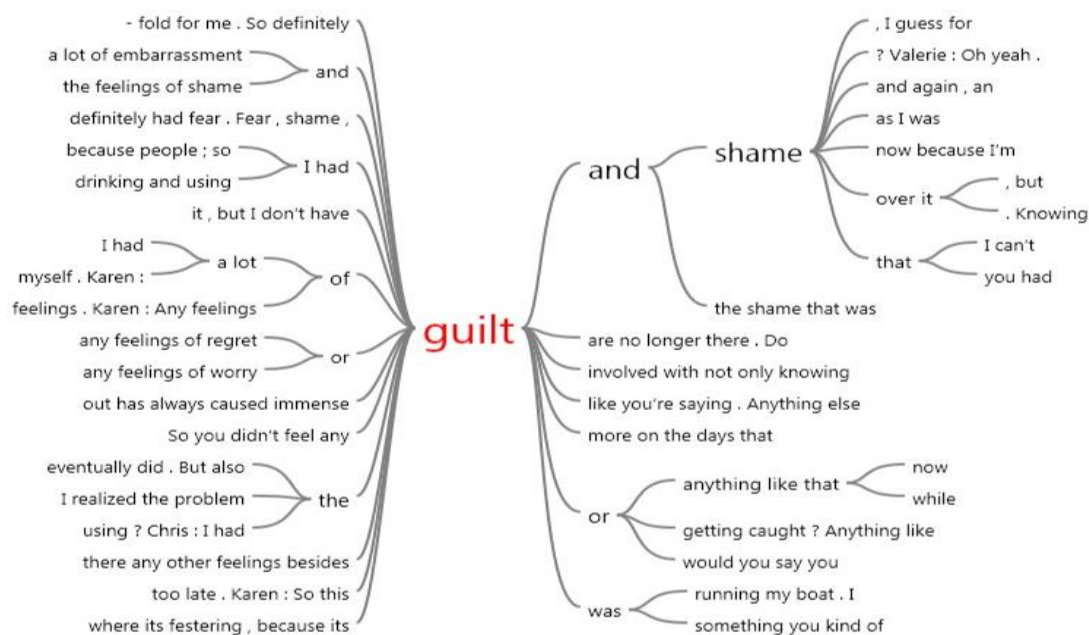 - fold for me . So definitely
a lot of embarrassment
the feelings of shame
and
definitely had fear . Fear , shame ,
because people ; so
drinking and using
I had
it , but I don't have
I had
myself . Karen :
a lot
feelings . Karen : Any feelings
of
any feelings of regret
any feelings of worry
or
out has always caused immense
So you didn't feel any
eventually did . But also
I realized the problem
using ? Chris : I had
the
there any other feelings besides
too late . Karen : So this
where its festering , because its
guilt
and
shame
, I guess for
? Valerie : Oh yeah .
and again , an
as I was
now because I'm
over it
, but
. Knowing
that
I can't
you had
the shame that was
are no longer there . Do
involved with not only knowing
like you're saying . Anything else
more on the days that
or
anything like that
now
while
getting caught ? Anything like
would you say you
was
running my boat . I
something you kind of